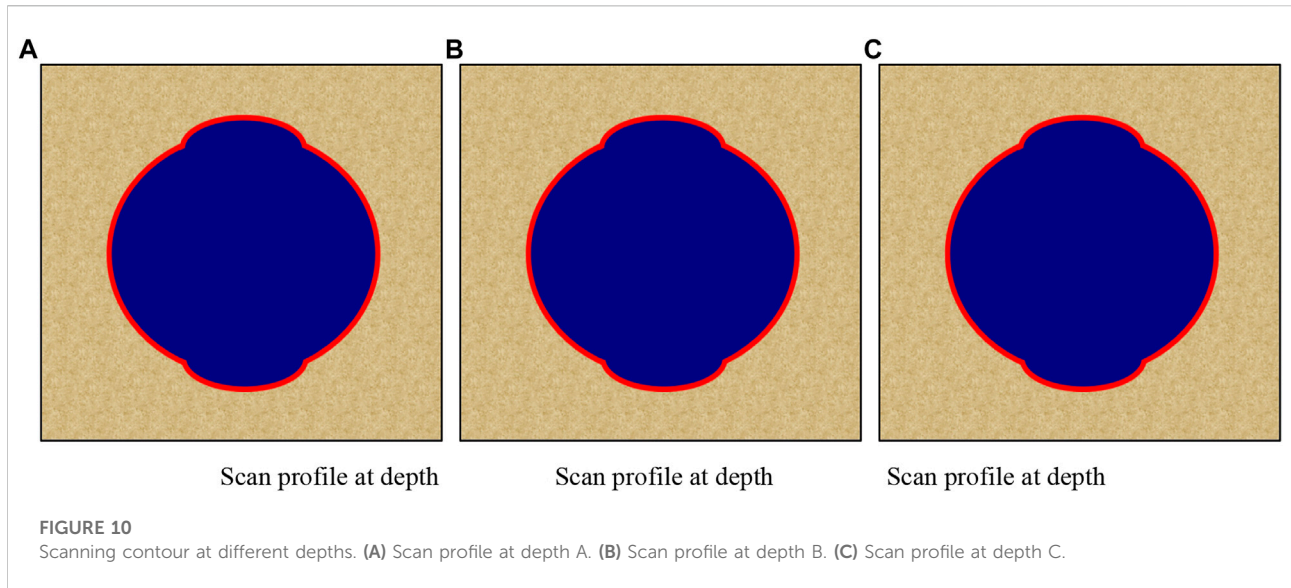 A
B
C
Scan profile at depth
Scan profile at depth
Scan profile at depth
FIGURE 10
Scanning contour at different depths. (A) Scan profile at depth A. (B) Scan profile at depth B. (C) Scan profile at depth C.